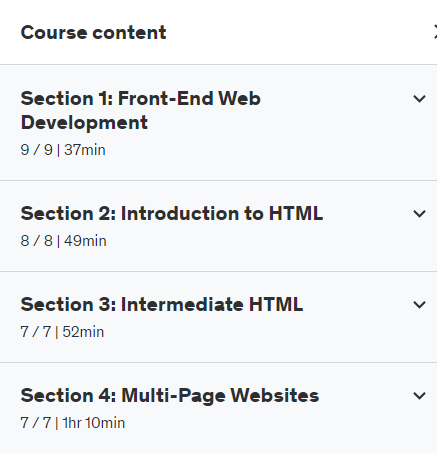 Course content
Section 1: Front-End Web
Development
9 / 9 | 37min
Section 2: Introduction to HTML
8 / 8 | 49min
Section 3: Intermediate HTML
7 / 7 | 52min
Section 4: Multi-Page Websites
7 / 7 | 1hr 10min